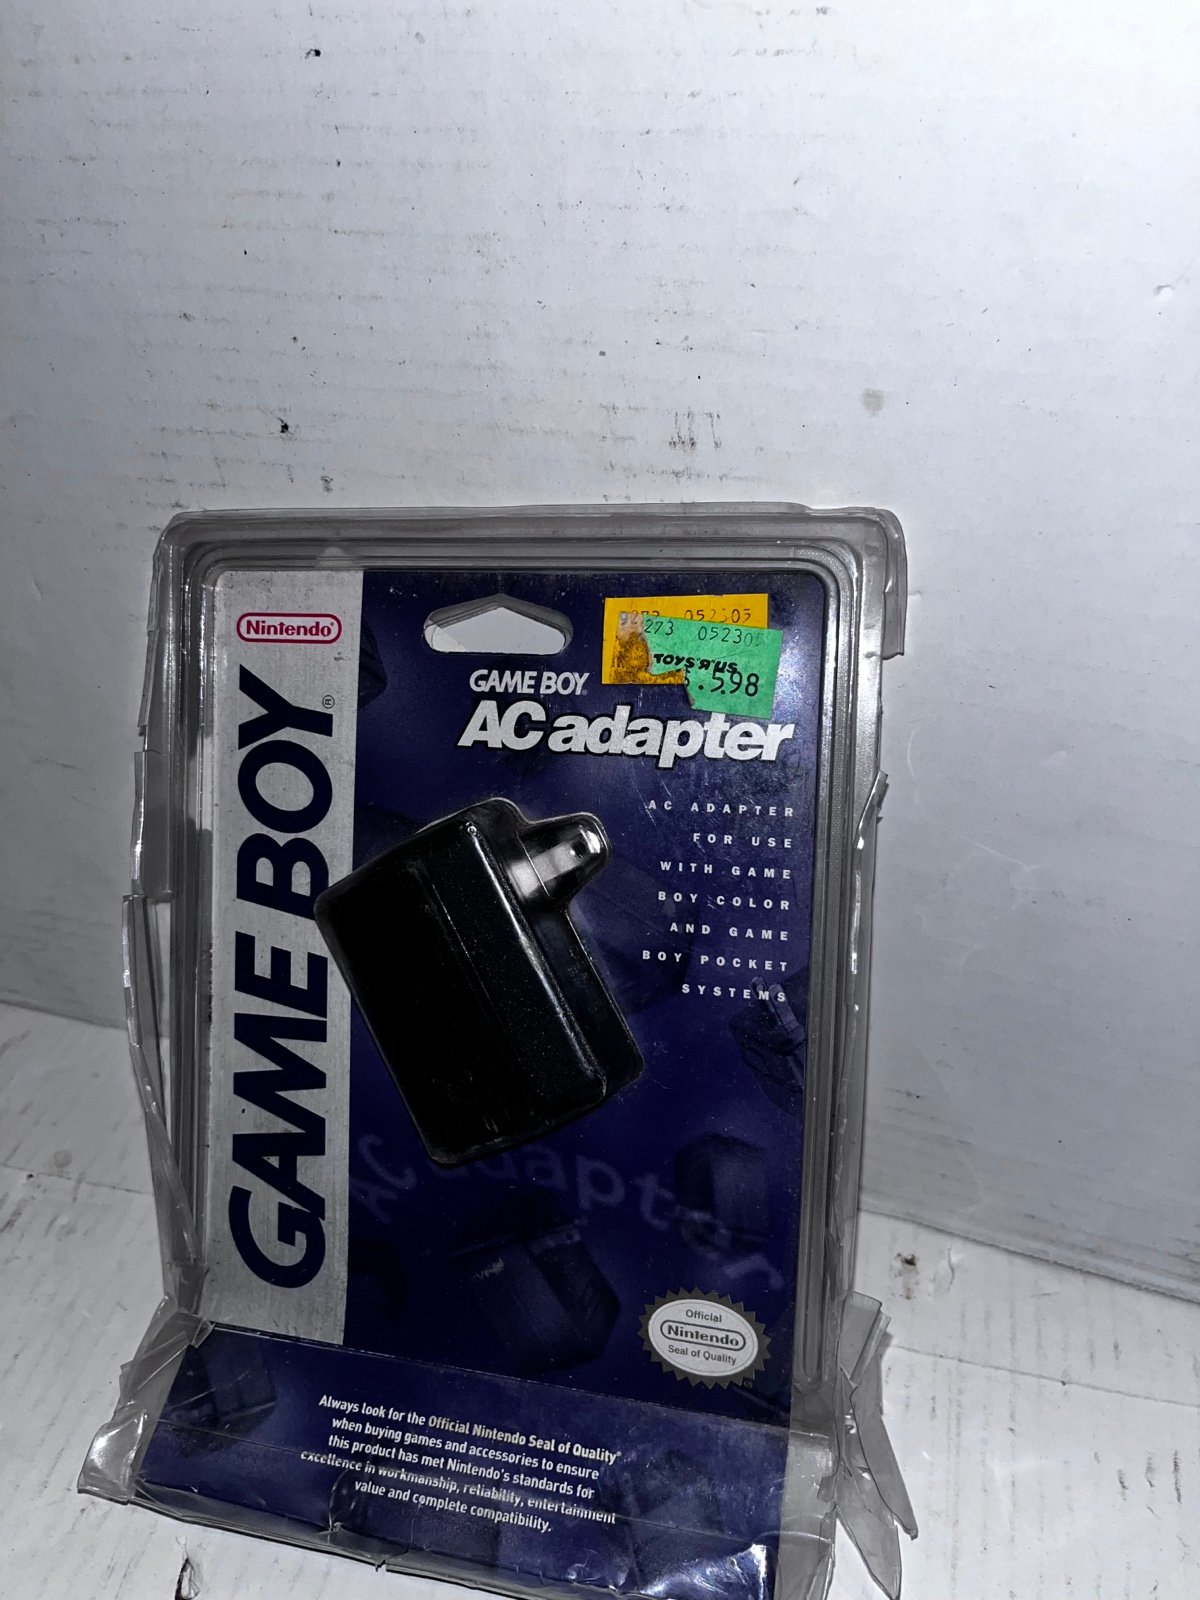 Nintendo®
GAME BOY®
273 052305
273 05230
TOYS"R"US
5.98
GAME BOY®
AC adapter
AC ADAPTER
FOR USE
WITH GAME
BOY COLOR
AND GAME
BOY POCKET
SYSTEMS
AC adapter
Official
Nintendo
Seal of Quality
Always look for the Official Nintendo Seal of Quality®
when buying games and accessories to ensure
this product has met Nintendo's standards for
excellence in workmanship, reliability, entertainment
value and complete compatibility.